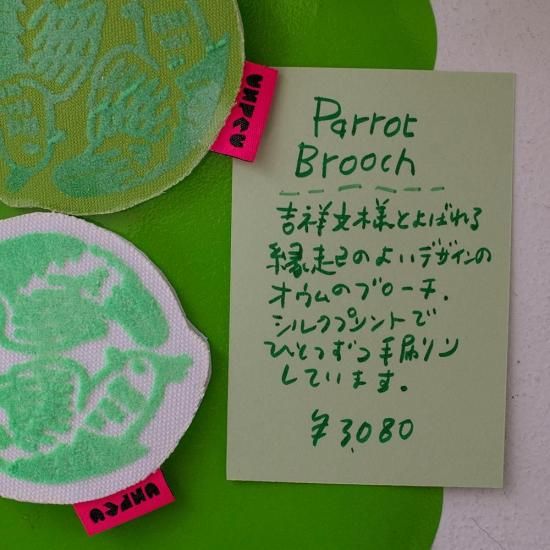 Parrot
Brooch
吉祥文様とよばれる
縁起のよいデザインの
オウムのブローチ.
シルクプリントで
ひとつずつ手刷リン
しています.
¥3,080